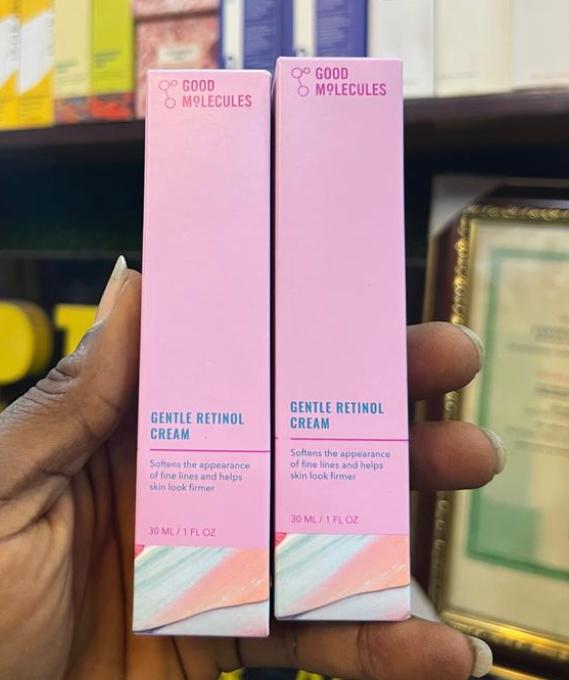 GOOD
MOLECULES
GENTLE RETINOL
CREAM
Softens the appearance
of fine lines and helps
skin look firmer
30 ML / 1 FL OZ
GOOD
MOLECULES
GENTLE RETINOL
CREAM
Softens the appearance
of fine lines and helps
skin look firmer
30 ML / 1 FL OZ